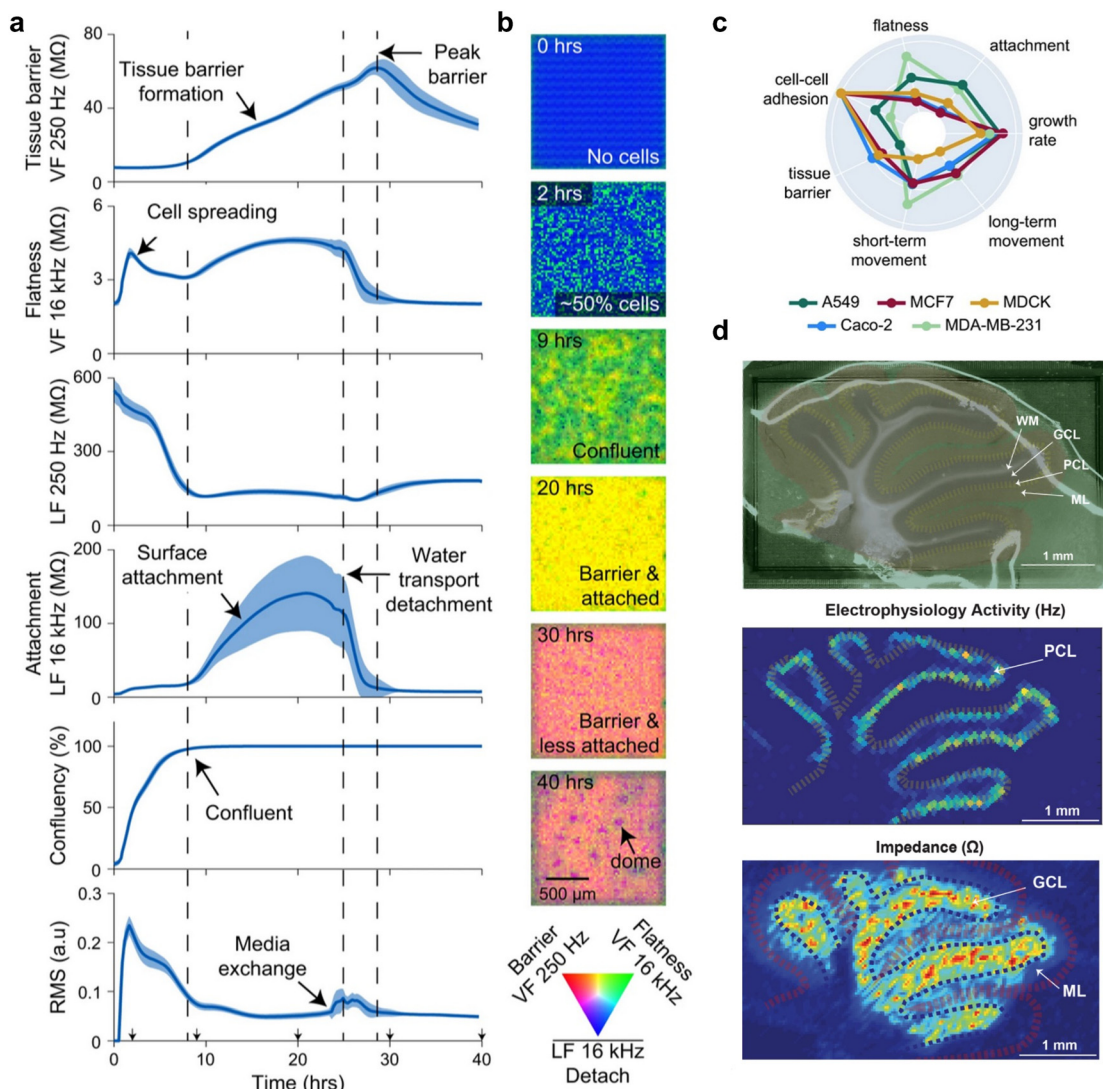 a
Tissue barrier
VF 250 Hz (MΩ)
80
40
0
Tissue barrier
formation
Peak
barrier
Flatness
VF 16 kHz (MΩ)
6
3
0
Cell spreading
LF 250 Hz (MΩ)
600
300
0
Attachment
LF 16 kHz (MΩ)
200
100
0
Surface
attachment
Water
transport
detachment
Confluency (%)
100
50
0
Confluent
RMS (a.u)
0.3
0.2
0.1
0
Media
exchange
0
10
20
30
40
Time (hrs)
b
0 hrs
No cells
2 hrs
~50% cells
9 hrs
Confluent
20 hrs
Barrier &
attached
30 hrs
Barrier &
less attached
40 hrs
dome
500 µm
Barrier
VF 250 Hz
Flatness
VF 16 kHz
LF 16 kHz
Detach
c
flatness
attachment
cell-cell
adhesion
growth
rate
tissue
barrier
short-term
movement
long-term
movement
A549
MCF7
MDCK
Caco-2
MDA-MB-231
d
WM
GCL
PCL
ML
1 mm
Electrophysiology Activity (Hz)
PCL
1 mm
Impedance (Ω)
GCL
ML
1 mm